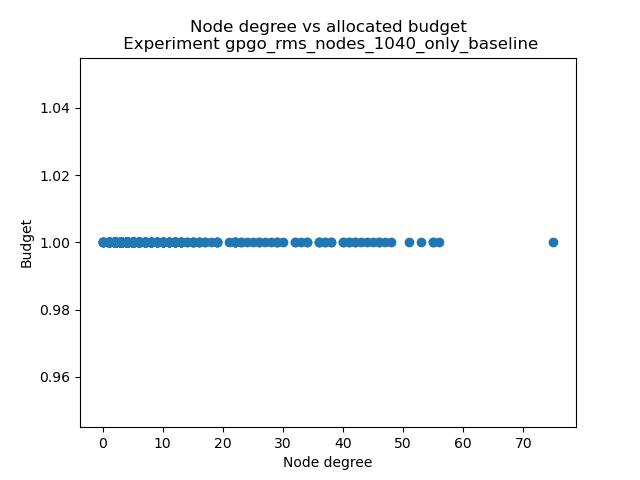 Node degree vs allocated budget
Experiment gpgo_rms_nodes_1040_only_baseline
1.04
1.02
1.00
0.98
0.96
Budget
0 10 20 30 40 50 60 70
Node degree